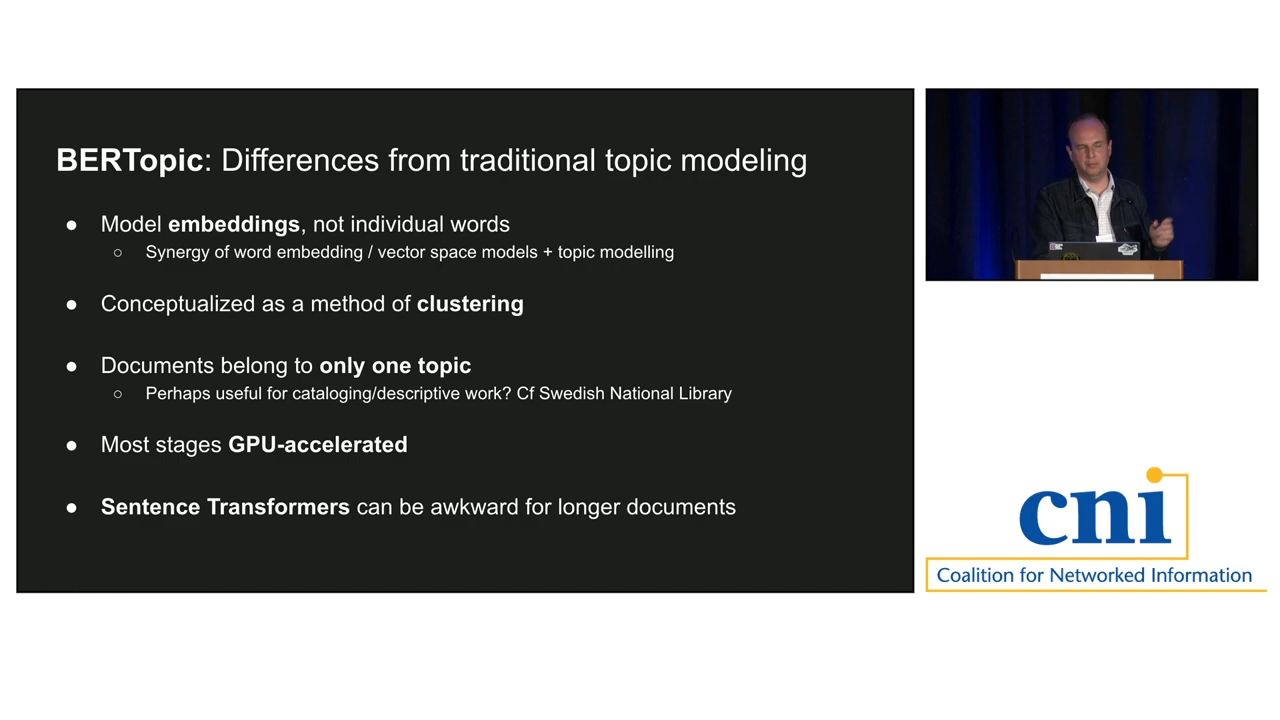 BERTopic: Differences from traditional topic modeling
● Model embeddings, not individual words
○ Synergy of word embedding / vector space models + topic modelling
● Conceptualized as a method of clustering
● Documents belong to only one topic
○ Perhaps useful for cataloging/descriptive work? Cf Swedish National Library
● Most stages GPU-accelerated
● Sentence Transformers can be awkward for longer documents
cni
Coalition for Networked Information